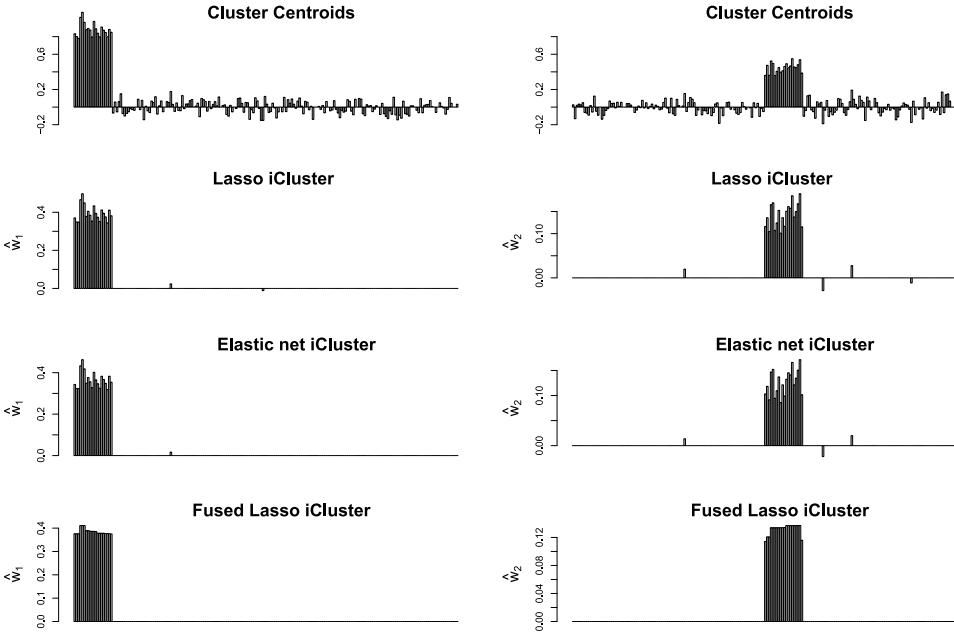 Cluster Centroids
0.6
0.2
−0.2
Cluster Centroids
0.6
0.2
−0.2
Lasso iCluster
0.4
0.2
0.0
ŵ1
Lasso iCluster
0.10
0.00
ŵ2
Elastic net iCluster
0.4
0.2
0.0
ŵ1
Elastic net iCluster
0.10
0.00
ŵ2
Fused Lasso iCluster
0.4
0.3
0.2
0.1
0.0
ŵ1
Fused Lasso iCluster
0.12
0.08
0.04
0.00
ŵ2